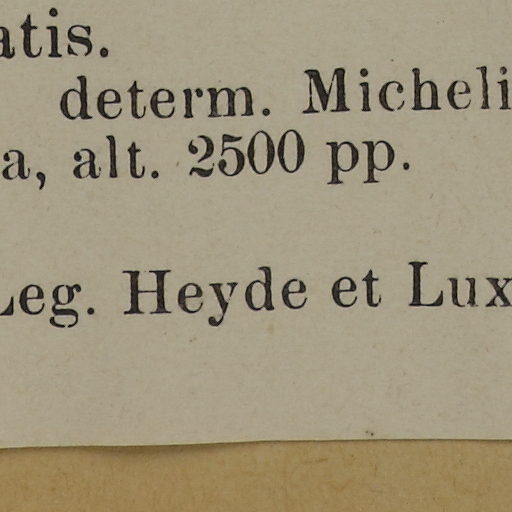 atis.
determ. Micheli
a, alt. 2500 pp.
Leg. Heyde et Lux